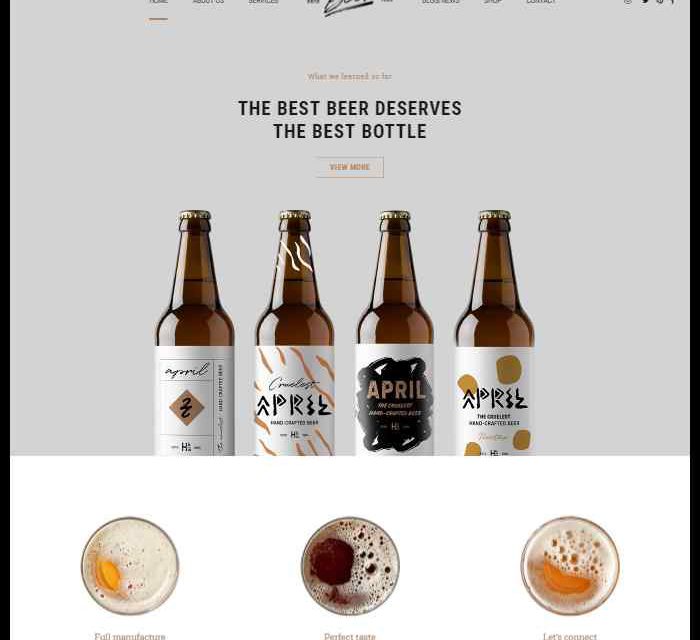 HOME ABOUT US SERVICES BEER Beer BLOG/NEWS SHOP CONTACT
What we learned so far
THE BEST BEER DESERVES
THE BEST BOTTLE
VIEW MORE
april
HAND-CRAFTED BEER
Cruelest
APRIL
HAND-CRAFTED BEER
APRIL
THE CRUELEST
HAND-CRAFTED BEER
APRIL
THE CRUELEST
HAND-CRAFTED BEER
Full manufacture Perfect taste Let's connect